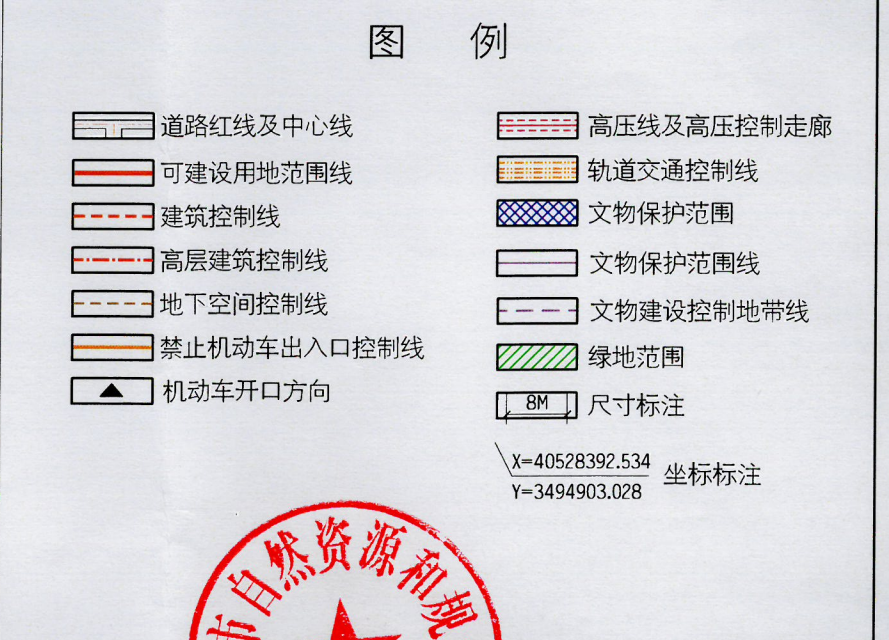 图 例
道路红线及中心线
可建设用地范围线
建筑控制线
高层建筑控制线
地下空间控制线
禁止机动车出入口控制线
机动车开口方向
高压线及高压控制走廊
轨道交通控制线
文物保护范围
文物保护范围线
文物建设控制地带线
绿地范围
8M 尺寸标注
X=40528392.534
Y=3494903.028
坐标标注
市自然资源和规